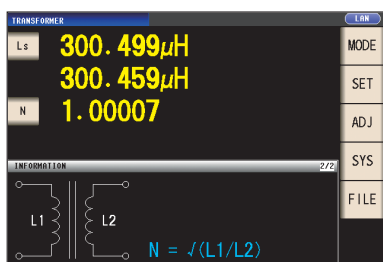 TRANSFORMER
LAN
Ls 300.499μH
300.459μH
N 1.00007
MODE
SET
ADJ
SYS
FILE
INFORMATION 2/2
L1 L2
N = √(L1/L2)